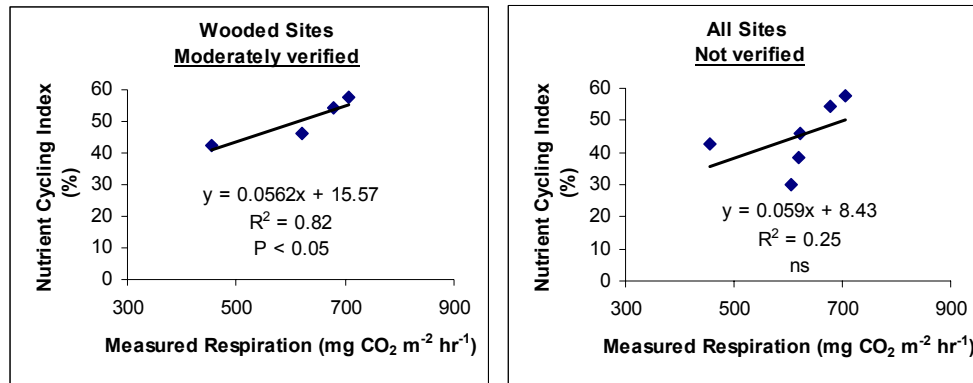 Wooded Sites
Moderately verified
Nutrient Cycling Index
(%)
60
50
40
30
20
10
0
y = 0.0562x + 15.57
R² = 0.82
P < 0.05
300 500 700 900
Measured Respiration (mg CO₂ m⁻² hr⁻¹)
All Sites
Not verified
Nutrient Cycling Index
(%)
60
50
40
30
20
10
0
y = 0.059x + 8.43
R² = 0.25
ns
300 500 700 900
Measured Respiration (mg CO₂ m⁻² hr⁻¹)